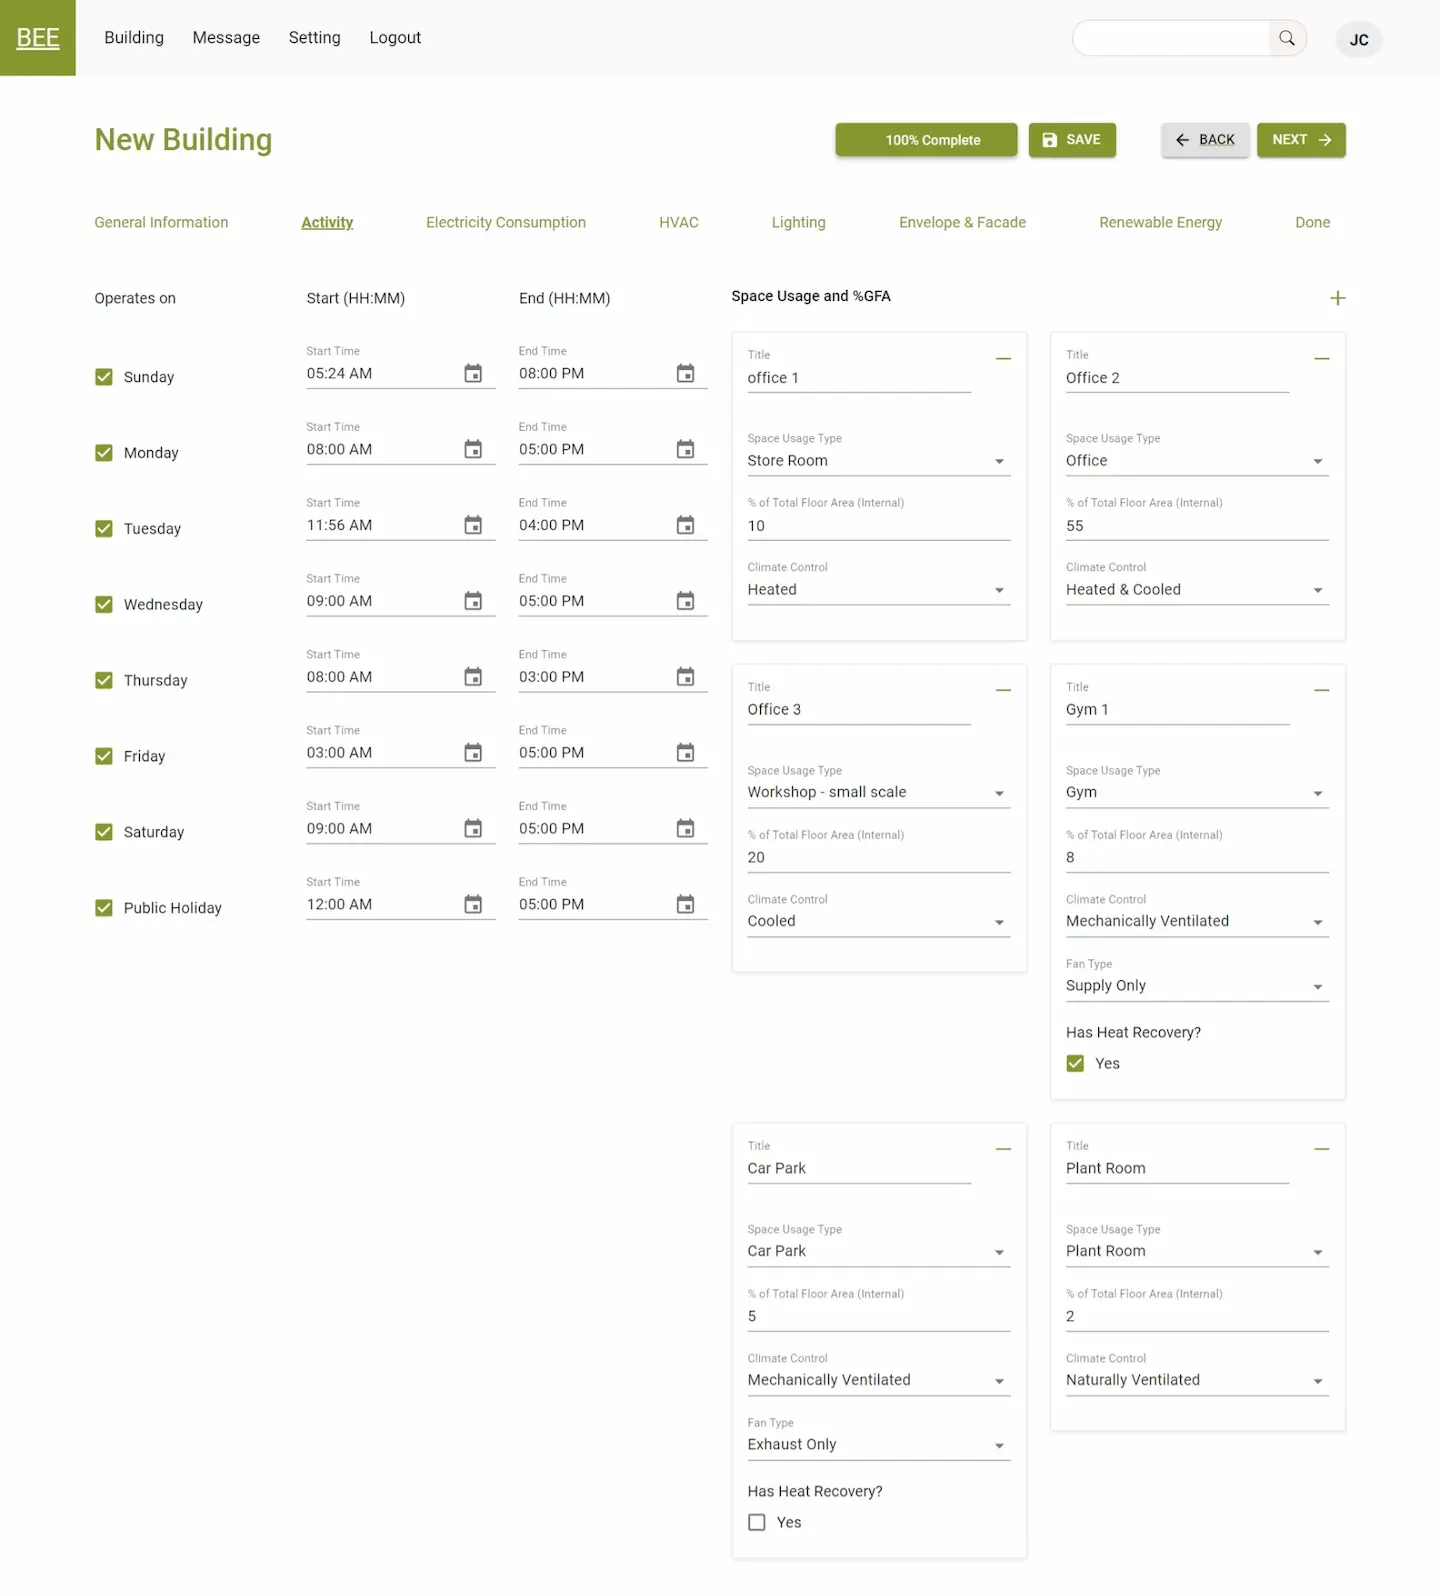 BEE
Building Message Setting Logout
JC
New Building
100% Complete
SAVE
BACK
NEXT
General Information Activity Electricity Consumption HVAC Lighting Envelope & Facade Renewable Energy Done
Operates on Start (HH:MM) End (HH:MM)
Start Time End Time
Sunday 05:24 AM 08:00 PM
Start Time End Time
Monday 08:00 AM 05:00 PM
Start Time End Time
Tuesday 11:56 AM 04:00 PM
Start Time End Time
Wednesday 09:00 AM 05:00 PM
Start Time End Time
Thursday 08:00 AM 03:00 PM
Start Time End Time
Friday 03:00 AM 05:00 PM
Start Time End Time
Saturday 09:00 AM 05:00 PM
Start Time End Time
Public Holiday 12:00 AM 05:00 PM
Space Usage and %GFA
Title
office 1
Space Usage Type
Store Room
% of Total Floor Area (Internal)
10
Climate Control
Heated
Title
Office 2
Space Usage Type
Office
% of Total Floor Area (Internal)
55
Climate Control
Heated & Cooled
Title
Office 3
Space Usage Type
Workshop - small scale
% of Total Floor Area (Internal)
20
Climate Control
Cooled
Title
Gym 1
Space Usage Type
Gym
% of Total Floor Area (Internal)
8
Climate Control
Mechanically Ventilated
Fan Type
Supply Only
Has Heat Recovery?
Yes
Title
Car Park
Space Usage Type
Car Park
% of Total Floor Area (Internal)
5
Climate Control
Mechanically Ventilated
Fan Type
Exhaust Only
Has Heat Recovery?
Yes
Title
Plant Room
Space Usage Type
Plant Room
% of Total Floor Area (Internal)
2
Climate Control
Naturally Ventilated